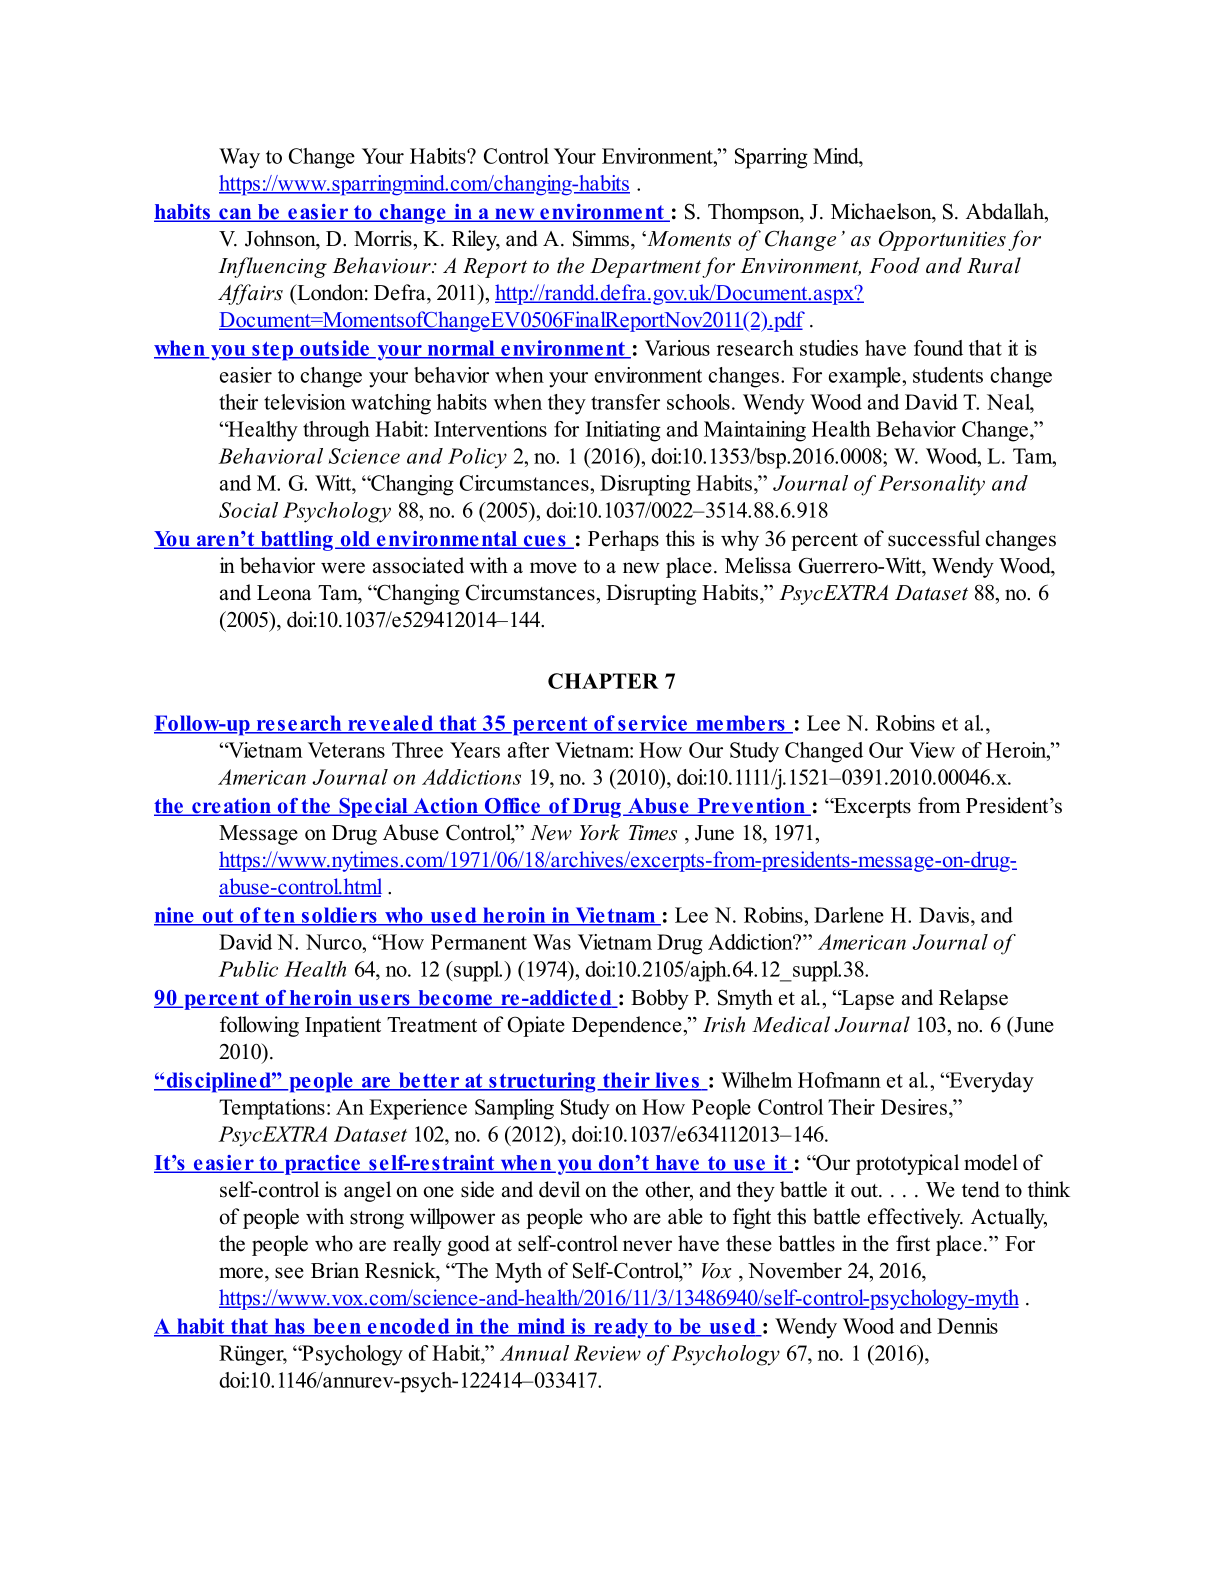 Way to Change Your Habits? Control Your Environment,” Sparring Mind,
https://www.sparringmind.com/changing-habits .
habits can be easier to change in a new environment : S. Thompson, J. Michaelson, S. Abdallah,
V. Johnson, D. Morris, K. Riley, and A. Simms, ‘Moments of Change’ as Opportunities for
Influencing Behaviour: A Report to the Department for Environment, Food and Rural
Affairs (London: Defra, 2011), http://randd.defra.gov.uk/Document.aspx?
Document=MomentsofChangeEV0506FinalReportNov2011(2).pdf .
when you step outside your normal environment : Various research studies have found that it is
easier to change your behavior when your environment changes. For example, students change
their television watching habits when they transfer schools. Wendy Wood and David T. Neal,
“Healthy through Habit: Interventions for Initiating and Maintaining Health Behavior Change,”
Behavioral Science and Policy 2, no. 1 (2016), doi:10.1353/bsp.2016.0008; W. Wood, L. Tam,
and M. G. Witt, “Changing Circumstances, Disrupting Habits,” Journal of Personality and
Social Psychology 88, no. 6 (2005), doi:10.1037/0022–3514.88.6.918
You aren’t battling old environmental cues : Perhaps this is why 36 percent of successful changes
in behavior were associated with a move to a new place. Melissa Guerrero-Witt, Wendy Wood,
and Leona Tam, “Changing Circumstances, Disrupting Habits,” PsycEXTRA Dataset 88, no. 6
(2005), doi:10.1037/e529412014–144.
CHAPTER 7
Follow-up research revealed that 35 percent of service members : Lee N. Robins et al.,
“Vietnam Veterans Three Years after Vietnam: How Our Study Changed Our View of Heroin,”
American Journal on Addictions 19, no. 3 (2010), doi:10.1111/j.1521–0391.2010.00046.x.
the creation of the Special Action Office of Drug Abuse Prevention : “Excerpts from President’s
Message on Drug Abuse Control,” New York Times , June 18, 1971,
https://www.nytimes.com/1971/06/18/archives/excerpts-from-presidents-message-on-drug-
abuse-control.html .
nine out of ten soldiers who used heroin in Vietnam : Lee N. Robins, Darlene H. Davis, and
David N. Nurco, “How Permanent Was Vietnam Drug Addiction?” American Journal of
Public Health 64, no. 12 (suppl.) (1974), doi:10.2105/ajph.64.12_suppl.38.
90 percent of heroin users become re-addicted : Bobby P. Smyth et al., “Lapse and Relapse
following Inpatient Treatment of Opiate Dependence,” Irish Medical Journal 103, no. 6 (June
2010).
“disciplined” people are better at structuring their lives : Wilhelm Hofmann et al., “Everyday
Temptations: An Experience Sampling Study on How People Control Their Desires,”
PsycEXTRA Dataset 102, no. 6 (2012), doi:10.1037/e634112013–146.
It’s easier to practice self-restraint when you don’t have to use it : “Our prototypical model of
self-control is angel on one side and devil on the other, and they battle it out. . . . We tend to think
of people with strong willpower as people who are able to fight this battle effectively. Actually,
the people who are really good at self-control never have these battles in the first place.” For
more, see Brian Resnick, “The Myth of Self-Control,” Vox , November 24, 2016,
https://www.vox.com/science-and-health/2016/11/3/13486940/self-control-psychology-myth .
A habit that has been encoded in the mind is ready to be used : Wendy Wood and Dennis
Rünger, “Psychology of Habit,” Annual Review of Psychology 67, no. 1 (2016),
doi:10.1146/annurev-psych-122414–033417.